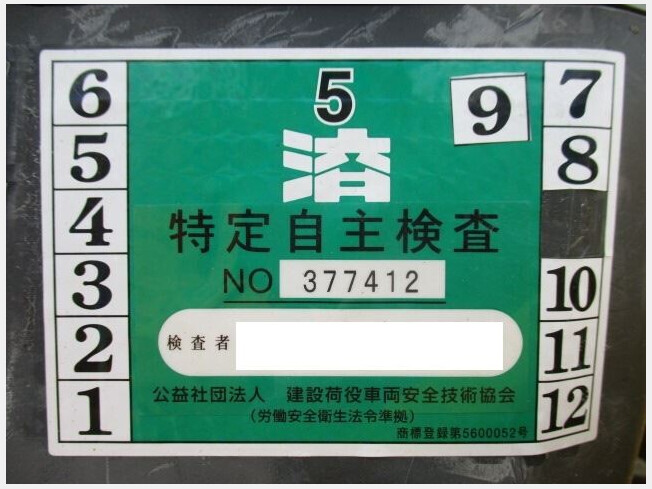 6
5
4
3
2
1
5
9
済
特定自主検査
NO 377412
検査者
公益社団法人 建設荷役車両安全技術協会
(労働安全衛生法令準拠)
商標登録第5600052号
7
8
10
11
12